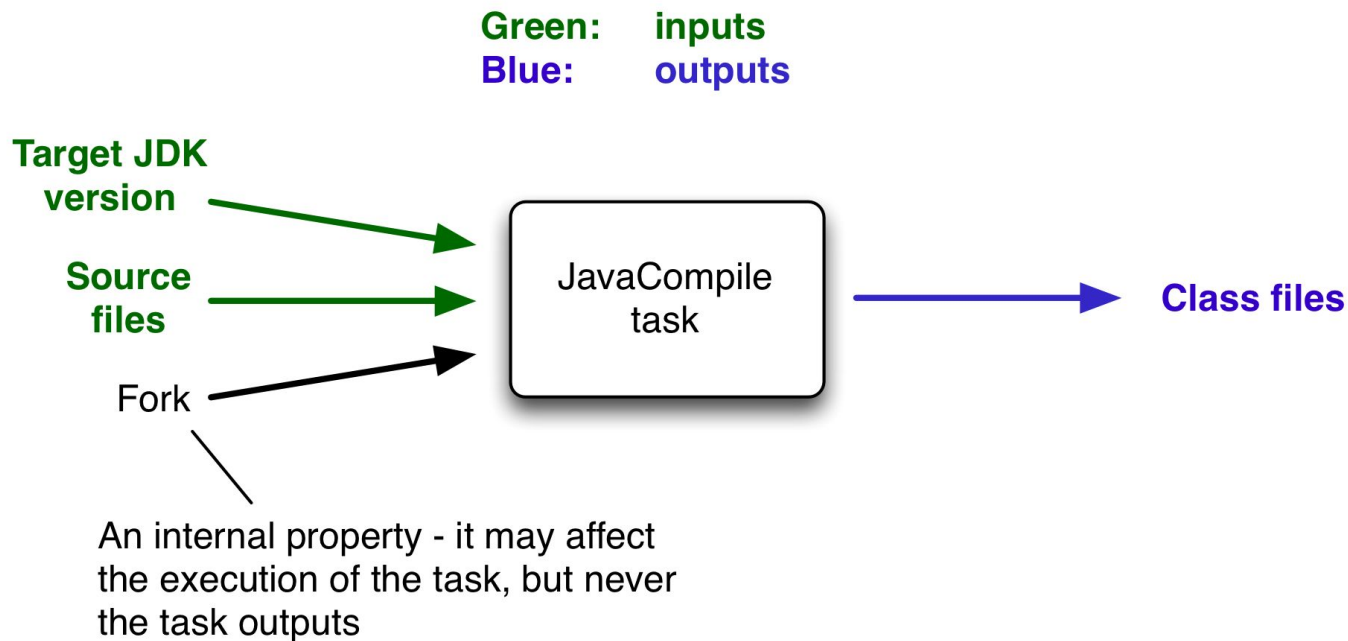 Green: inputs
Blue: outputs
Target JDK
version
Source
files
Fork
JavaCompile
task
Class files
An internal property - it may affect
the execution of the task, but never
the task outputs